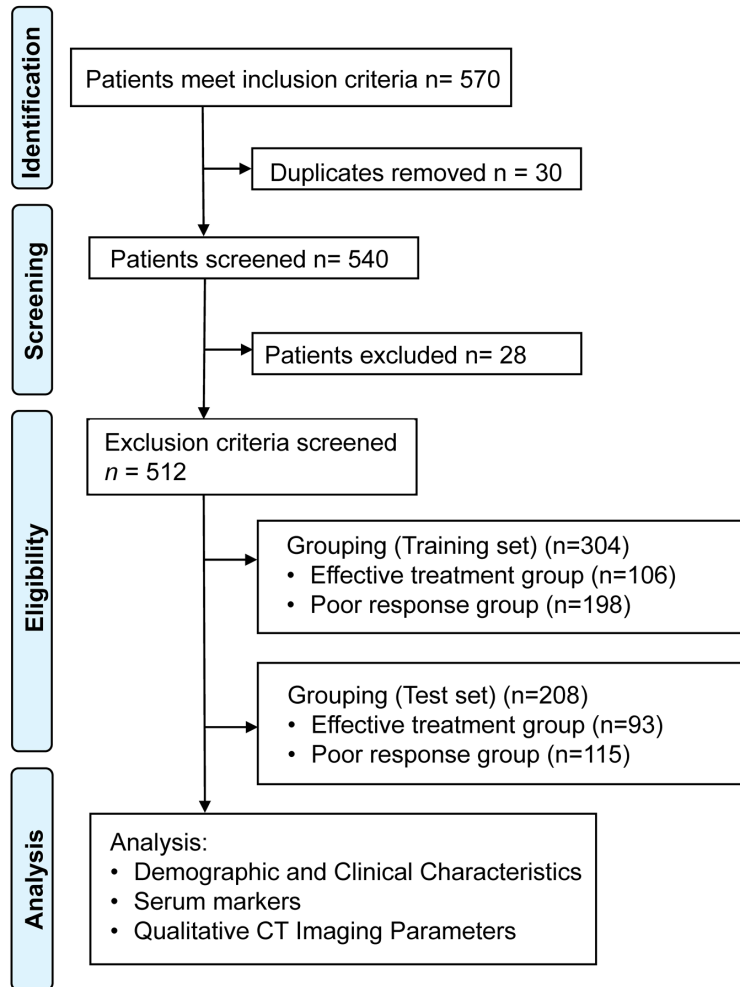 Identification
Patients meet inclusion criteria n= 570
Duplicates removed n = 30
Screening
Patients screened n= 540
Patients excluded n= 28
Eligibility
Exclusion criteria screened
n = 512
Grouping (Training set) (n=304)
• Effective treatment group (n=106)
• Poor response group (n=198)
Grouping (Test set) (n=208)
• Effective treatment group (n=93)
• Poor response group (n=115)
Analysis
Analysis:
• Demographic and Clinical Characteristics
• Serum markers
• Qualitative CT Imaging Parameters